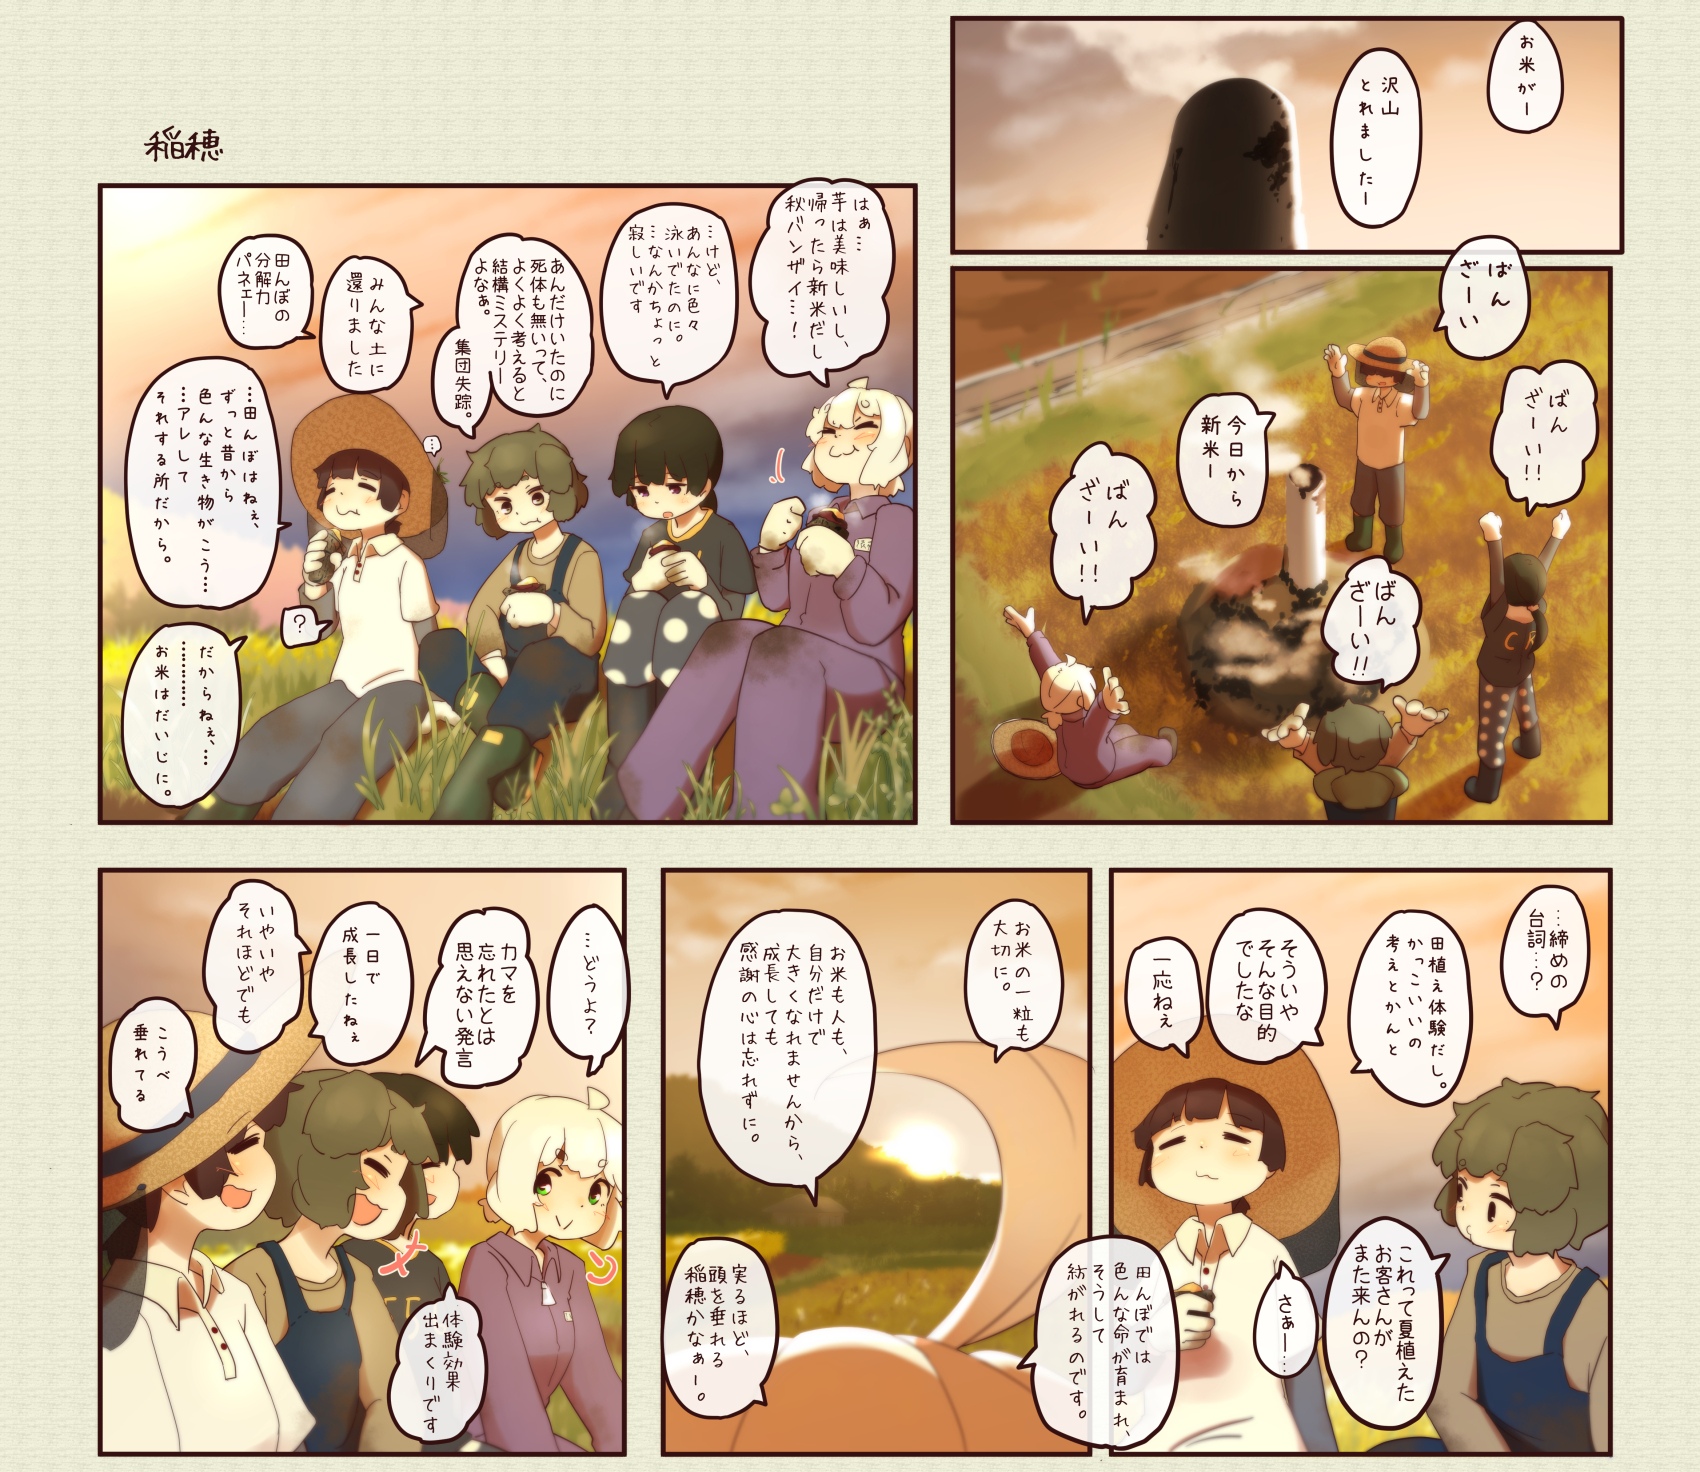 お米がー
沢山
とれましたー
ばん
ざーい
ばん
ざーい!!
今日から
新米ー
ばん
ざーい!!
ばん
ざーい!!
CR
稲穂
はぁ…
芋は美味しいし、
帰ったら新米だし
秋バンザイ…!
…けど、
あんなに色々
泳いでたのに。
…なんかちょっと
寂しいです
あんだけいたのに
死体も無いって、
よくよく考えると
結構ミステリー
よなぁ。
集団失踪。
みんな土に
還りました
田んぼの
分解力
パネェー…
…
…田んぼはねぇ、
ずっと昔から
色んな生き物がこう…
…アレして
それする所だから。
?
だからねぇ、…
…………
お米はだいじに。
…締めの
台詞…?
田植え体験だし。
かっこいいの
考えとかんと
そういや
そんな目的
でしたな
一応ねぇ
これって夏植えた
お客さんが
また来んの?
さぁー…
田んぼでは
色んな命が育まれ、
そうして
紡がれるのです。
お米の一粒も
大切に。
お米も人も、
自分だけで
大きくなれませんから、
成長しても
感謝の心は忘れずに。
実るほど、
頭を垂れる
稲穂かなぁー。
…どうよ?
カマを
忘れたとは
思えない発言
一日で
成長したねぇ
いやいや
それほどでも
こうべ
垂れてる
体験効果
出まくりです